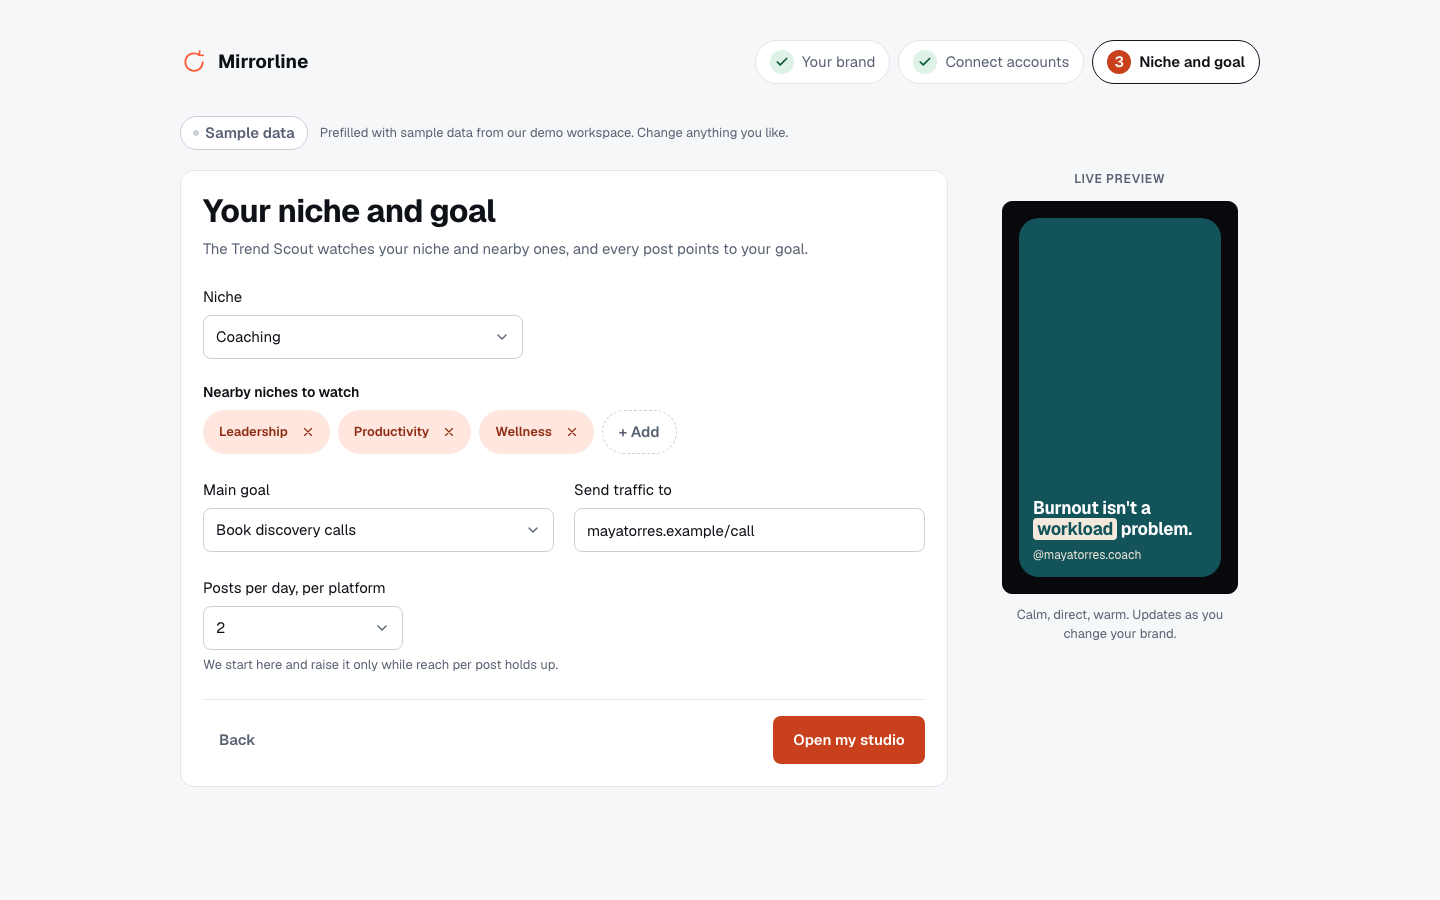 Mirrorline
Your brand
Connect accounts
3 Niche and goal
Sample data
Prefilled with sample data from our demo workspace. Change anything you like.
Your niche and goal
The Trend Scout watches your niche and nearby ones, and every post points to your goal.
Niche
Coaching
Nearby niches to watch
Leadership
Productivity
Wellness
+ Add
Main goal
Book discovery calls
Send traffic to
mayatorres.example/call
Posts per day, per platform
2
We start here and raise it only while reach per post holds up.
Back
Open my studio
LIVE PREVIEW
Burnout isn't a
workload problem.
@mayatorres.coach
Calm, direct, warm. Updates as you
change your brand.